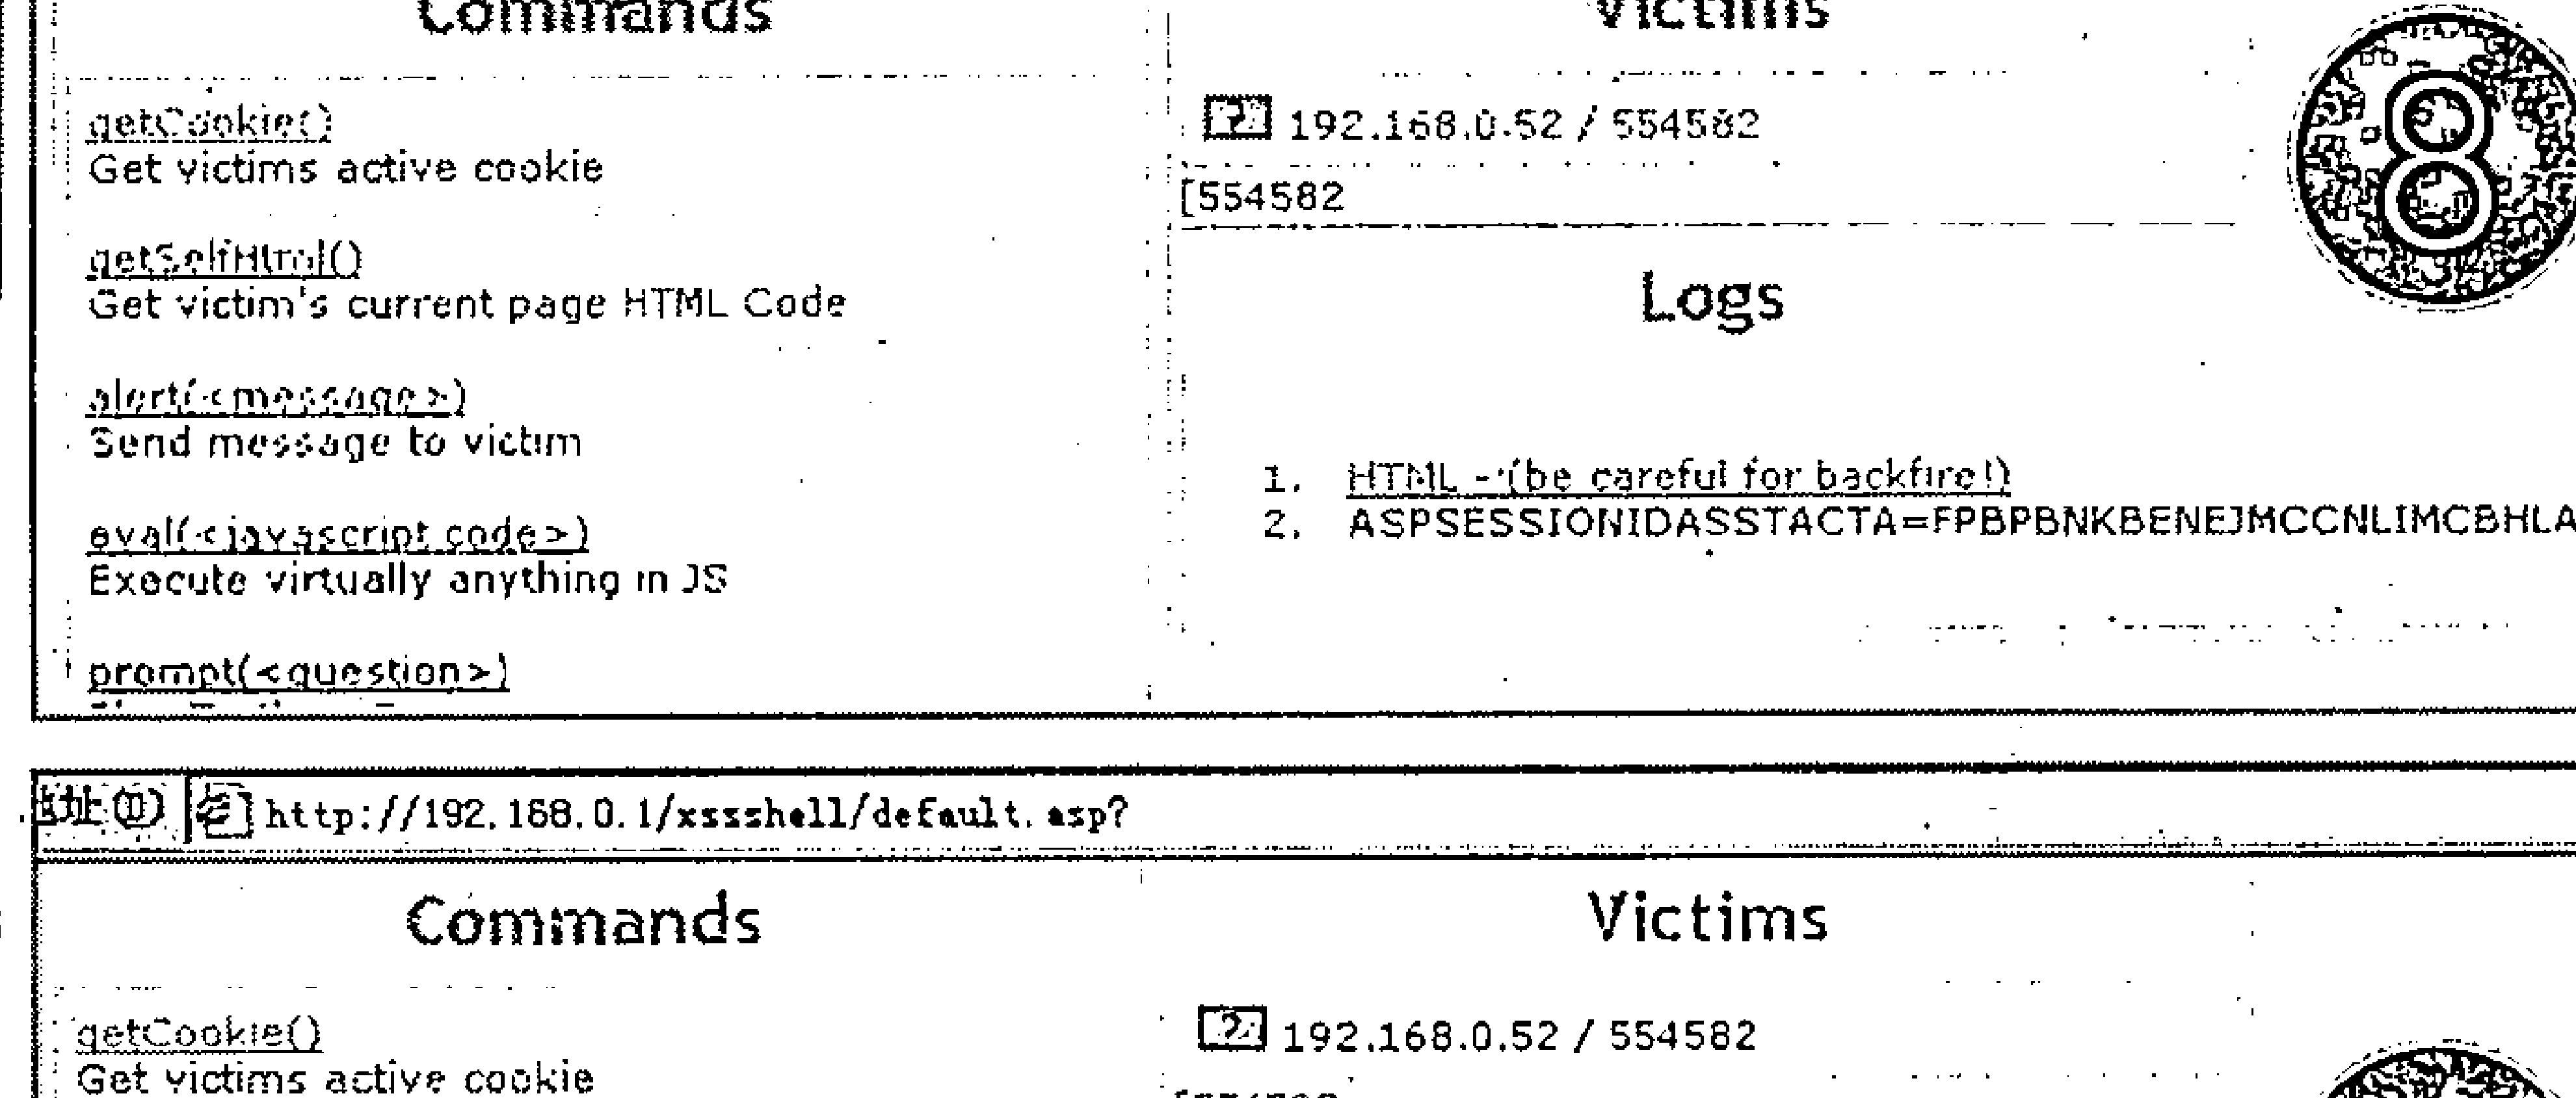 Commands
Victims
getCookie()
Get victims active cookie
192.168.0.52 / 554582
[554582
8
getSelfHtml()
Get victim's current page HTML Code
Logs
alert(<message>)
Send message to victim
1. HTML - (be careful for backfire!)
2. ASPSESSIONIDASSTACTA=FPBPBNKBENEJMCCNLIMCBHLA
eval(<javascript code>)
Execute virtually anything in JS
prompt(<question>)
址(D) http://192.168.0.1/xssshell/default.asp?
Commands
Victims
getCookie()
Get victims active cookie
192.168.0.52 / 554582